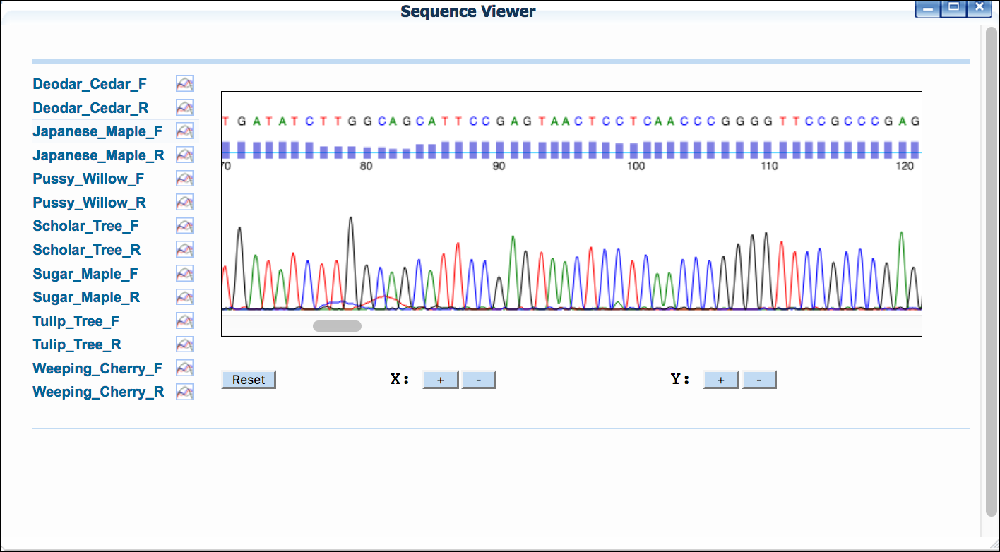 Sequence Viewer
Deodar_Cedar_F
Deodar_Cedar_R
Japanese_Maple_F
Japanese_Maple_R
Pussy_Willow_F
Pussy_Willow_R
Scholar_Tree_F
Scholar_Tree_R
Sugar_Maple_F
Sugar_Maple_R
Tulip_Tree_F
Tulip_Tree_R
Weeping_Cherry_F
Weeping_Cherry_R
T G A T A T C T T G G C A G C A T T C C G A G T A A C T C C T C A A C C C G G G G T T C C G C C C G A G
70 80 90 100 110 120
Reset X: + - Y: + -